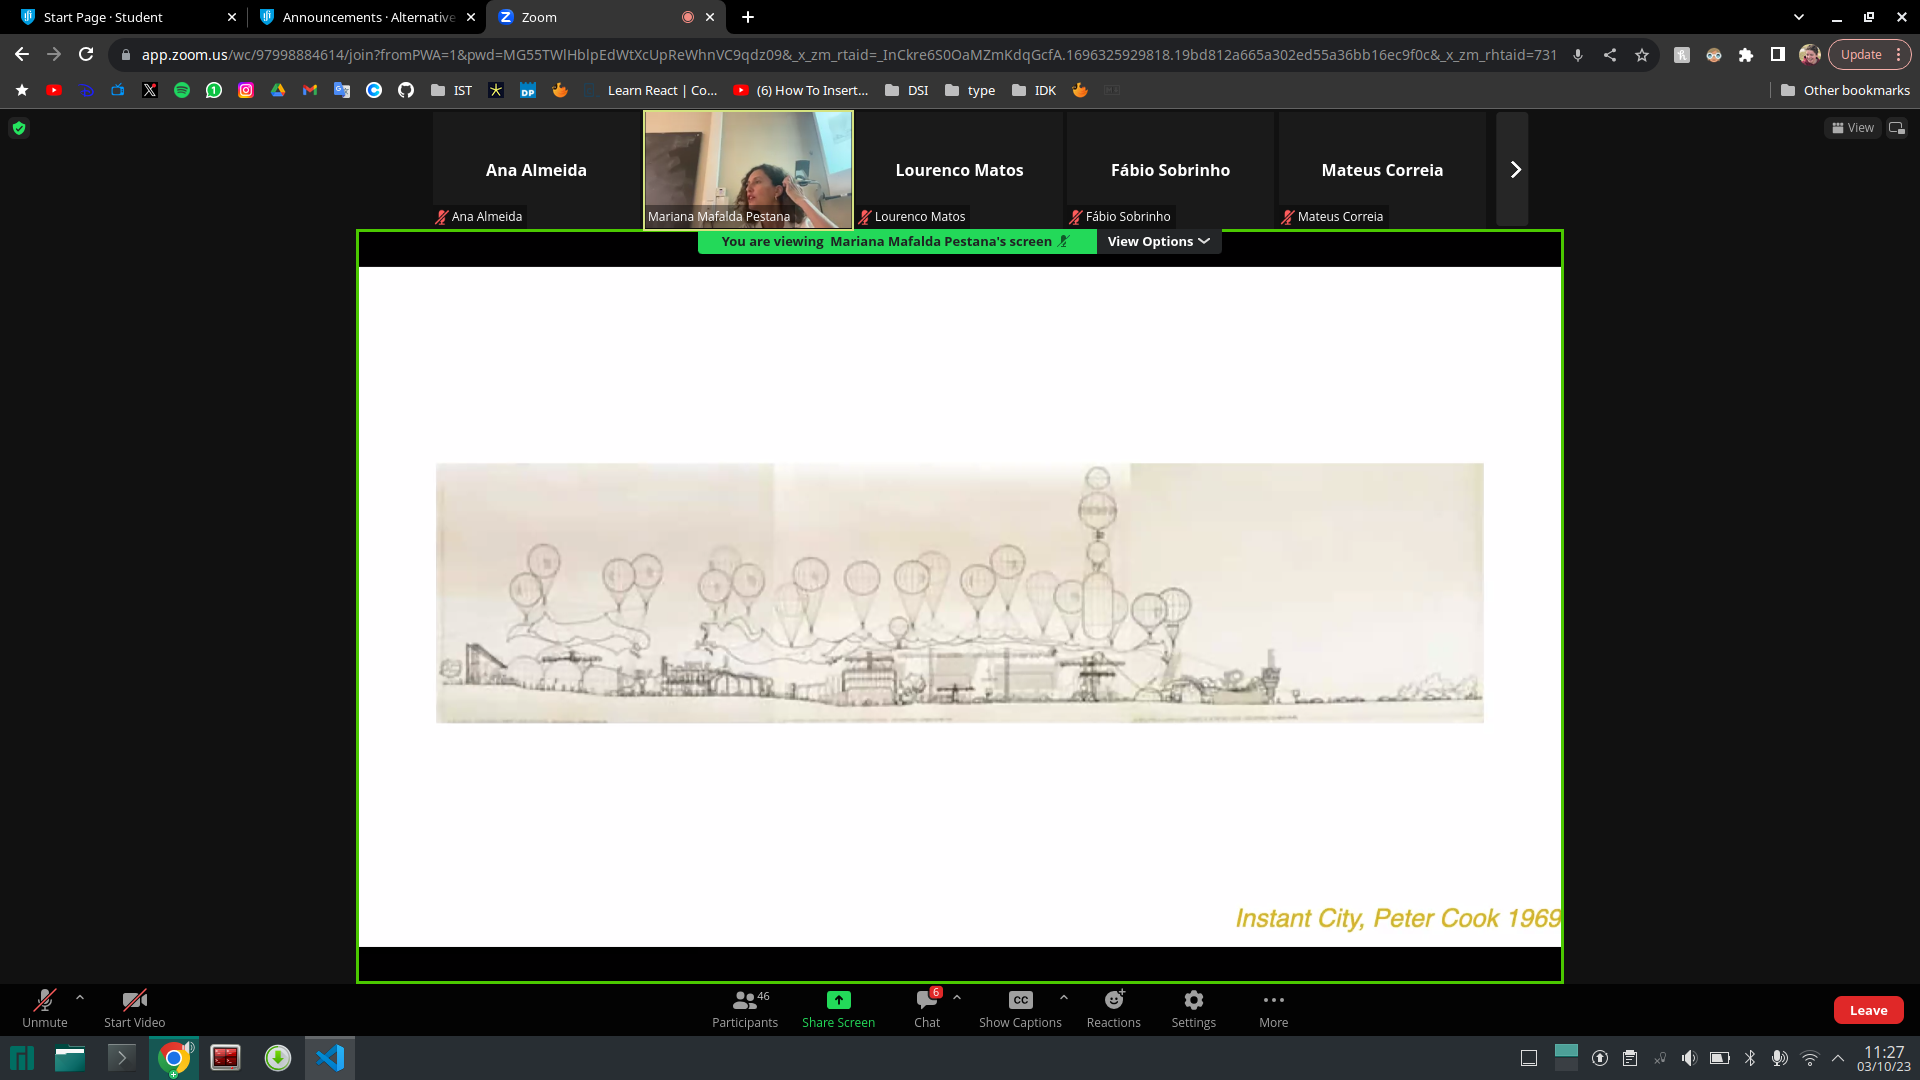 Start Page · Student
Announcements · Alternative
Zoom
app.zoom.us/wc/97998884614/join?fromPWA=1&pwd=MG55TWlHblpEdWtXcUpReWhnVC9qdz09&_x_zm_rtaid=_InCkre6S0OaMZmKdqGcfA.1696325929818.19bd812a665a302ed55a36bb16ec9f0c&_x_zm_rhtaid=731
Update
IST
DP
Learn React | Co...
(6) How To Insert...
DSI
type
IDK
Other bookmarks
View
Ana Almeida
Lourenco Matos
Fábio Sobrinho
Mateus Correia
Ana Almeida
Mariana Mafalda Pestana
Lourenco Matos
Fábio Sobrinho
Mateus Correia
You are viewing Mariana Mafalda Pestana's screen
View Options
Instant City, Peter Cook 1969
46
6
CC
Unmute
Start Video
Participants
Share Screen
Chat
Show Captions
Reactions
Settings
More
Leave
11:27
03/10/23